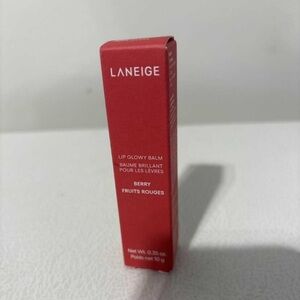 LANEIGE
LIP GLOWY BALM
BAUME BRILLANT
POUR LES LÈVRES
BERRY
FRUITS ROUGES
Net Wt. 0.35 oz.
Poids net 10 g